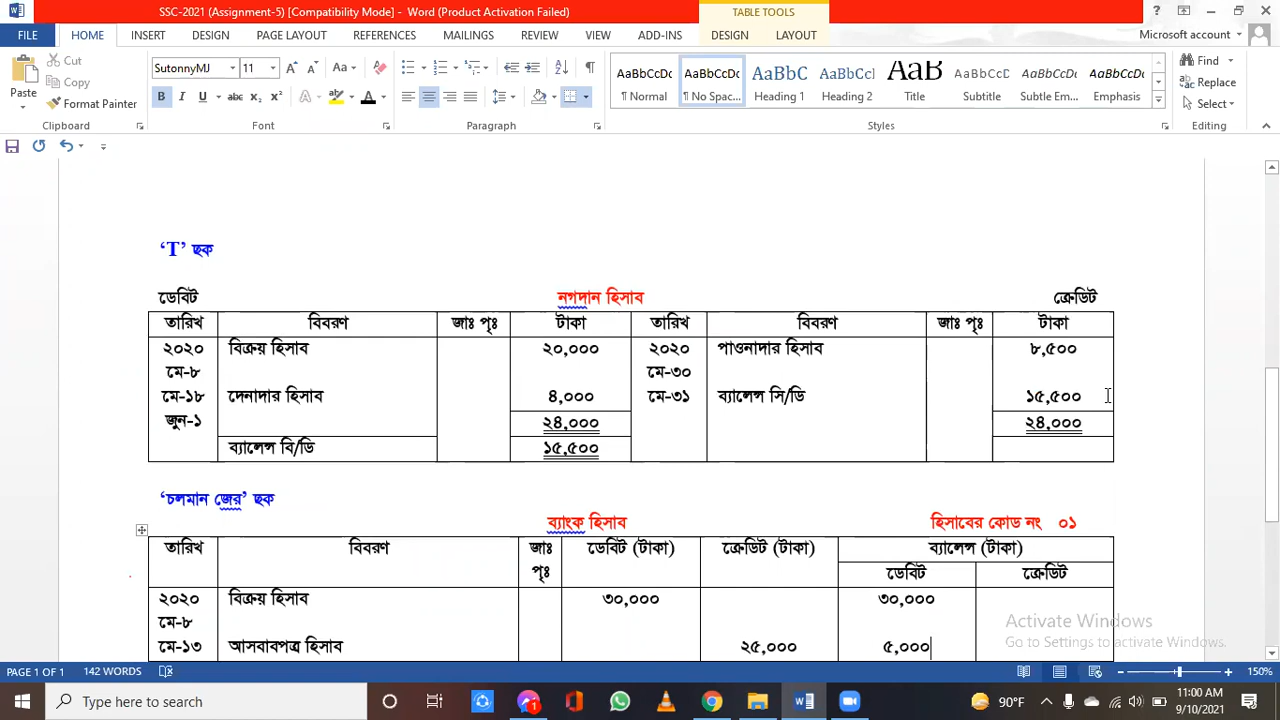 SSC-2021 (Assignment-5) [Compatibility Mode] - Word (Product Activation Failed)
TABLE TOOLS
?
FILE HOME INSERT DESIGN PAGE LAYOUT REFERENCES MAILINGS REVIEW VIEW ADD-INS DESIGN LAYOUT Microsoft account
Paste
Cut
Copy
Format Painter
Clipboard
SutonnyMJ 11
Font
Paragraph
AaBbCcDc ¶ Normal
AaBbCcDc ¶ No Spac...
AaBbC Heading 1
AaBbCc Heading 2
AaB Title
AaBbCcD Subtitle
AaBbCcDt Subtle Em...
AaBbCcDt Emphasis
Styles
Find
Replace
Select
Editing
‘T’ ছক
ডেবিট নগদান হিসাব ক্রেডিট
তারিখ বিবরণ জাঃ পৃঃ টাকা তারিখ বিবরণ জাঃ পৃঃ টাকা
২০২০ বিক্রয় হিসাব ২০,০০০ ২০২০ পাওনাদার হিসাব ৮,৫০০
মে-৮ মে-৩০
মে-১৮ দেনাদার হিসাব ৪,০০০ মে-৩১ ব্যালেন্স সি/ডি ১৫,৫০০
জুন-১ ২৪,০০০ ২৪,০০০
ব্যালেন্স বি/ডি ১৫,৫০০
‘চলমান জের’ ছক
ব্যাংক হিসাব হিসাবের কোড নং ০১
তারিখ বিবরণ জাঃ পৃঃ ডেবিট (টাকা) ক্রেডিট (টাকা) ব্যালেন্স (টাকা)
ডেবিট ক্রেডিট
২০২০ বিক্রয় হিসাব ৩০,০০০ ৩০,০০০
মে-৮
মে-১৩ আসবাবপত্র হিসাব ২৫,০০০ ৫,০০০
Activate Windows
Go to Settings to activate Windows.
PAGE 1 OF 1 142 WORDS 150%
Type here to search
90°F
11:00 AM
9/10/2021